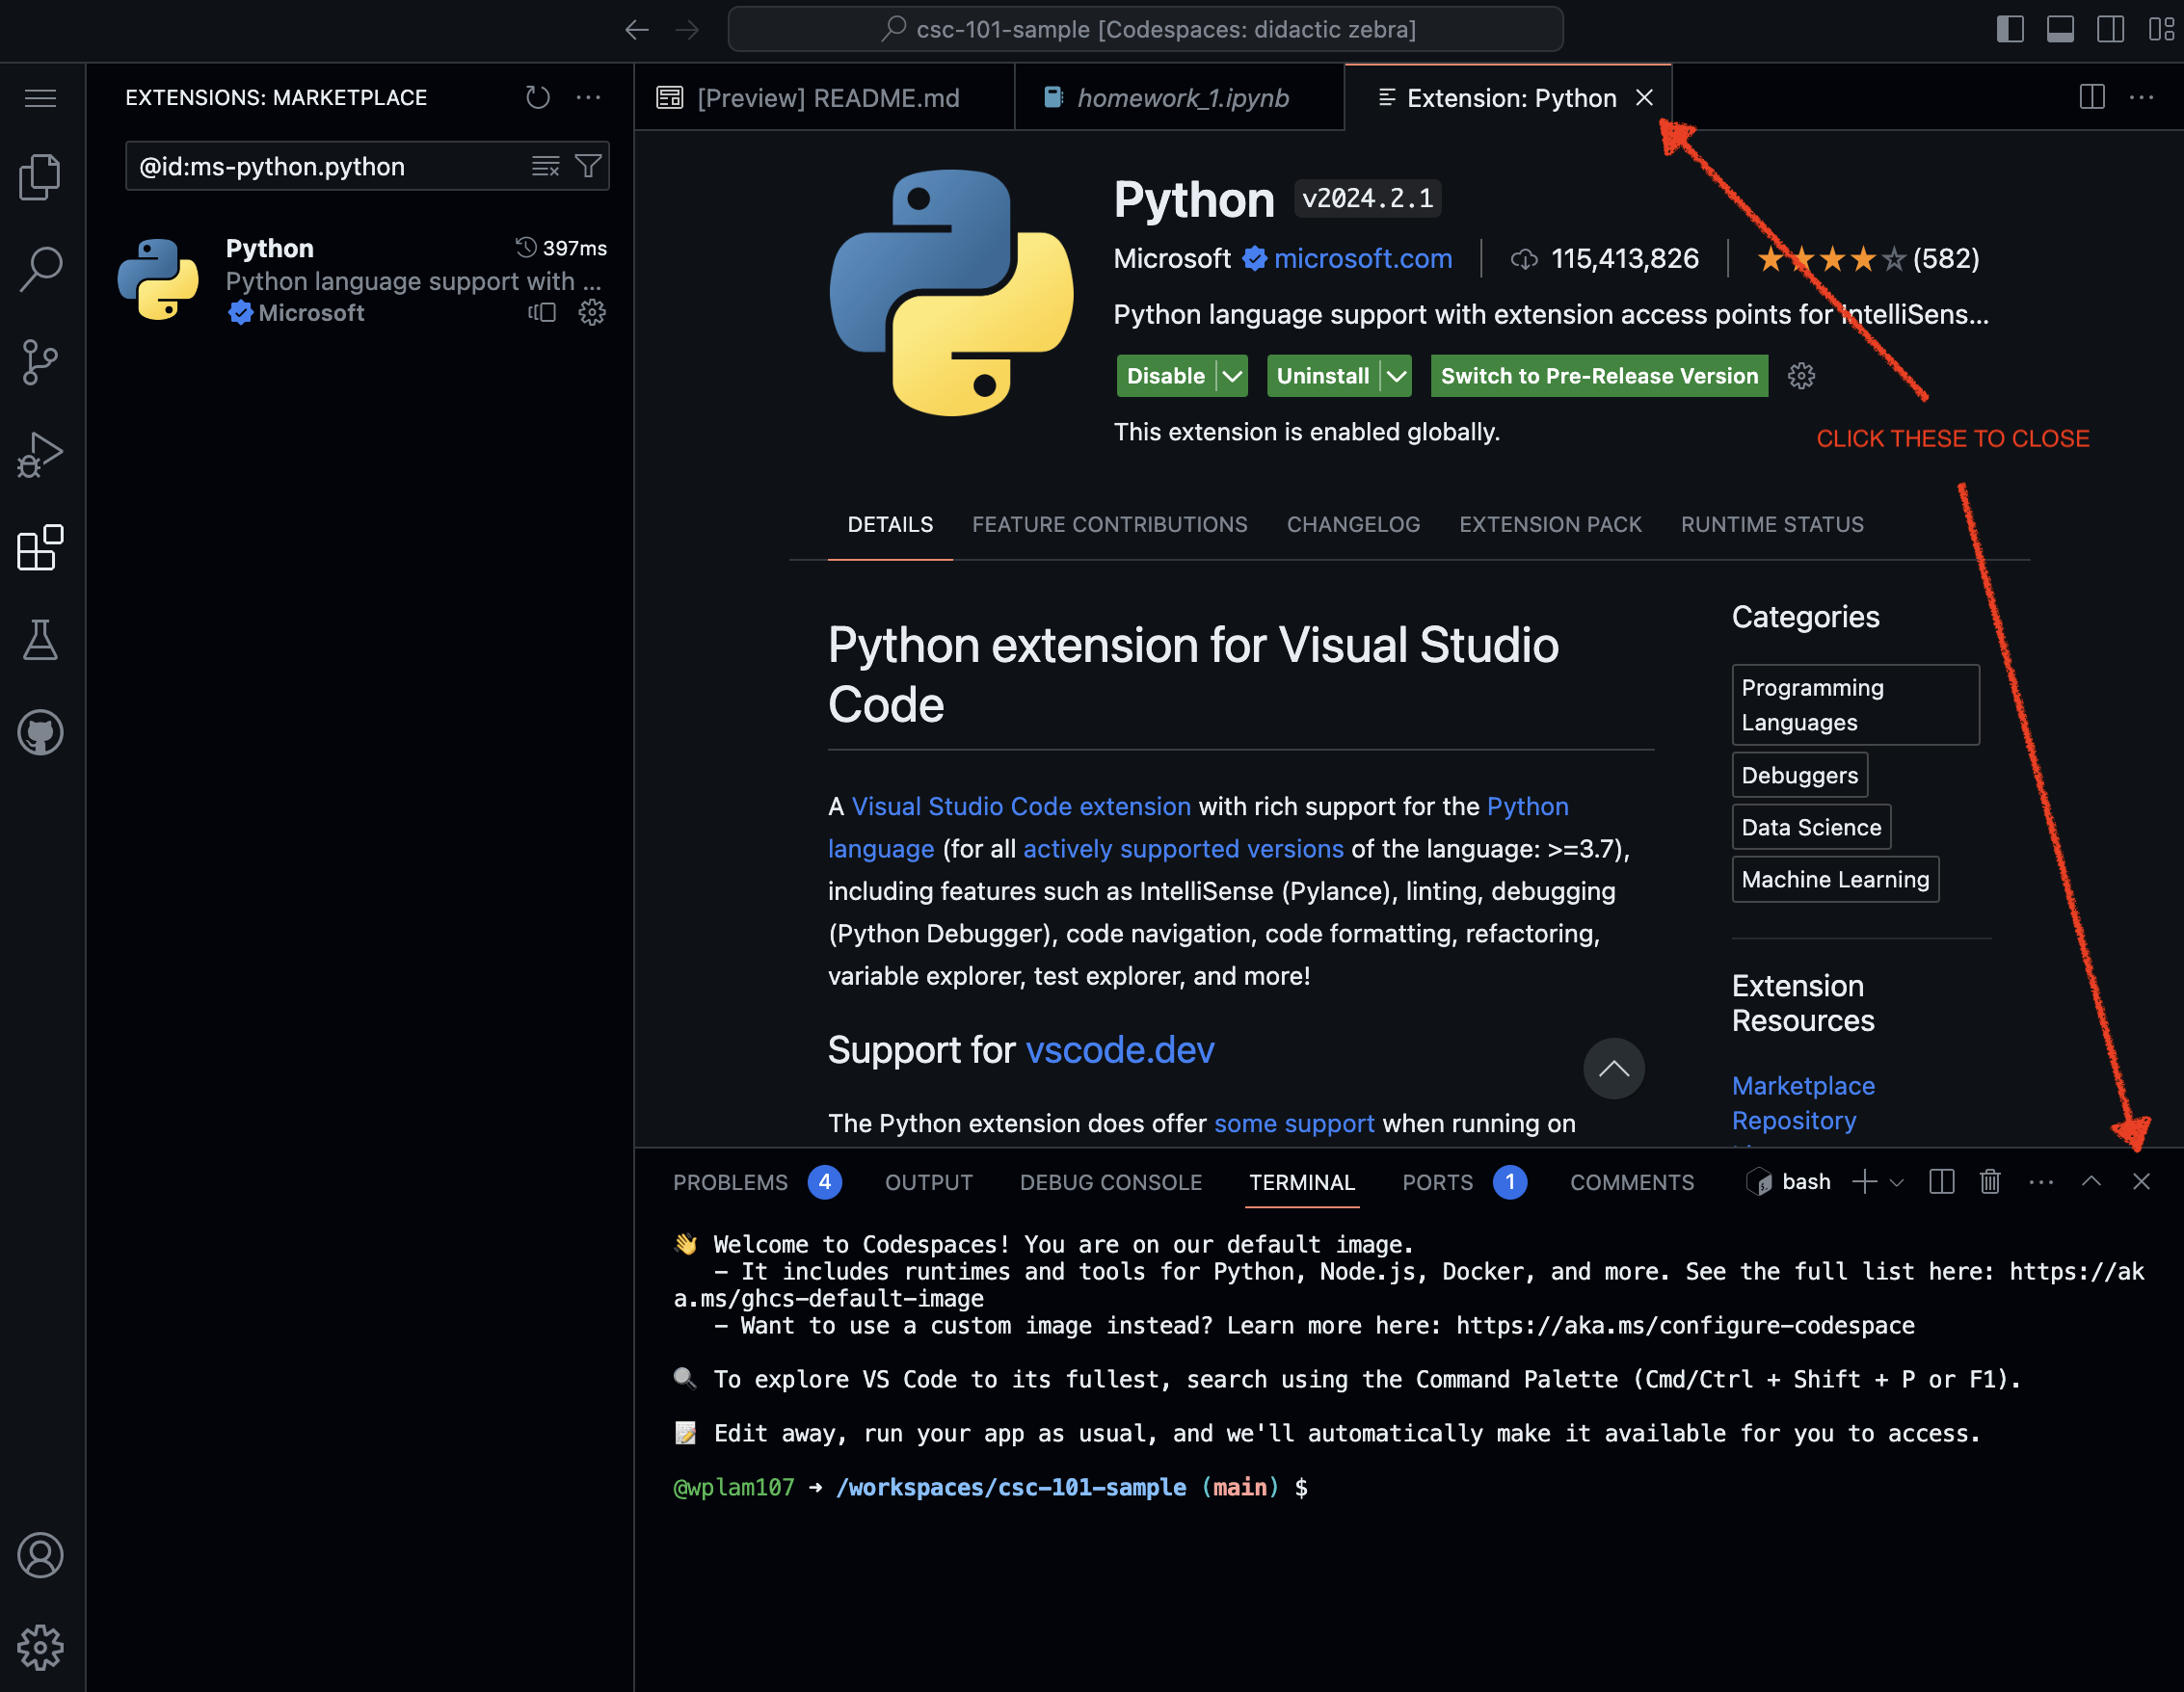 csc-101-sample [Codespaces: didactic zebra]
EXTENSIONS: MARKETPLACE
@id:ms-python.python
Python
397ms
Python language support with ...
Microsoft
[Preview] README.md
homework_1.ipynb
Extension: Python
Python v2024.2.1
Microsoft microsoft.com 115,413,826 (582)
Python language support with extension access points for IntelliSens...
Disable Uninstall Switch to Pre-Release Version
This extension is enabled globally.
CLICK THESE TO CLOSE
DETAILS FEATURE CONTRIBUTIONS CHANGELOG EXTENSION PACK RUNTIME STATUS
Python extension for Visual Studio
Code
A Visual Studio Code extension with rich support for the Python
language (for all actively supported versions of the language: >=3.7),
including features such as IntelliSense (Pylance), linting, debugging
(Python Debugger), code navigation, code formatting, refactoring,
variable explorer, test explorer, and more!
Support for vscode.dev
The Python extension does offer some support when running on
Categories
Programming
Languages
Debuggers
Data Science
Machine Learning
Extension
Resources
Marketplace
Repository
PROBLEMS 4 OUTPUT DEBUG CONSOLE TERMINAL PORTS 1 COMMENTS bash
👋 Welcome to Codespaces! You are on our default image.
- It includes runtimes and tools for Python, Node.js, Docker, and more. See the full list here: https://ak
a.ms/ghcs-default-image
- Want to use a custom image instead? Learn more here: https://aka.ms/configure-codespace
🔍 To explore VS Code to its fullest, search using the Command Palette (Cmd/Ctrl + Shift + P or F1).
📝 Edit away, run your app as usual, and we'll automatically make it available for you to access.
@wplam107 → /workspaces/csc-101-sample (main) $